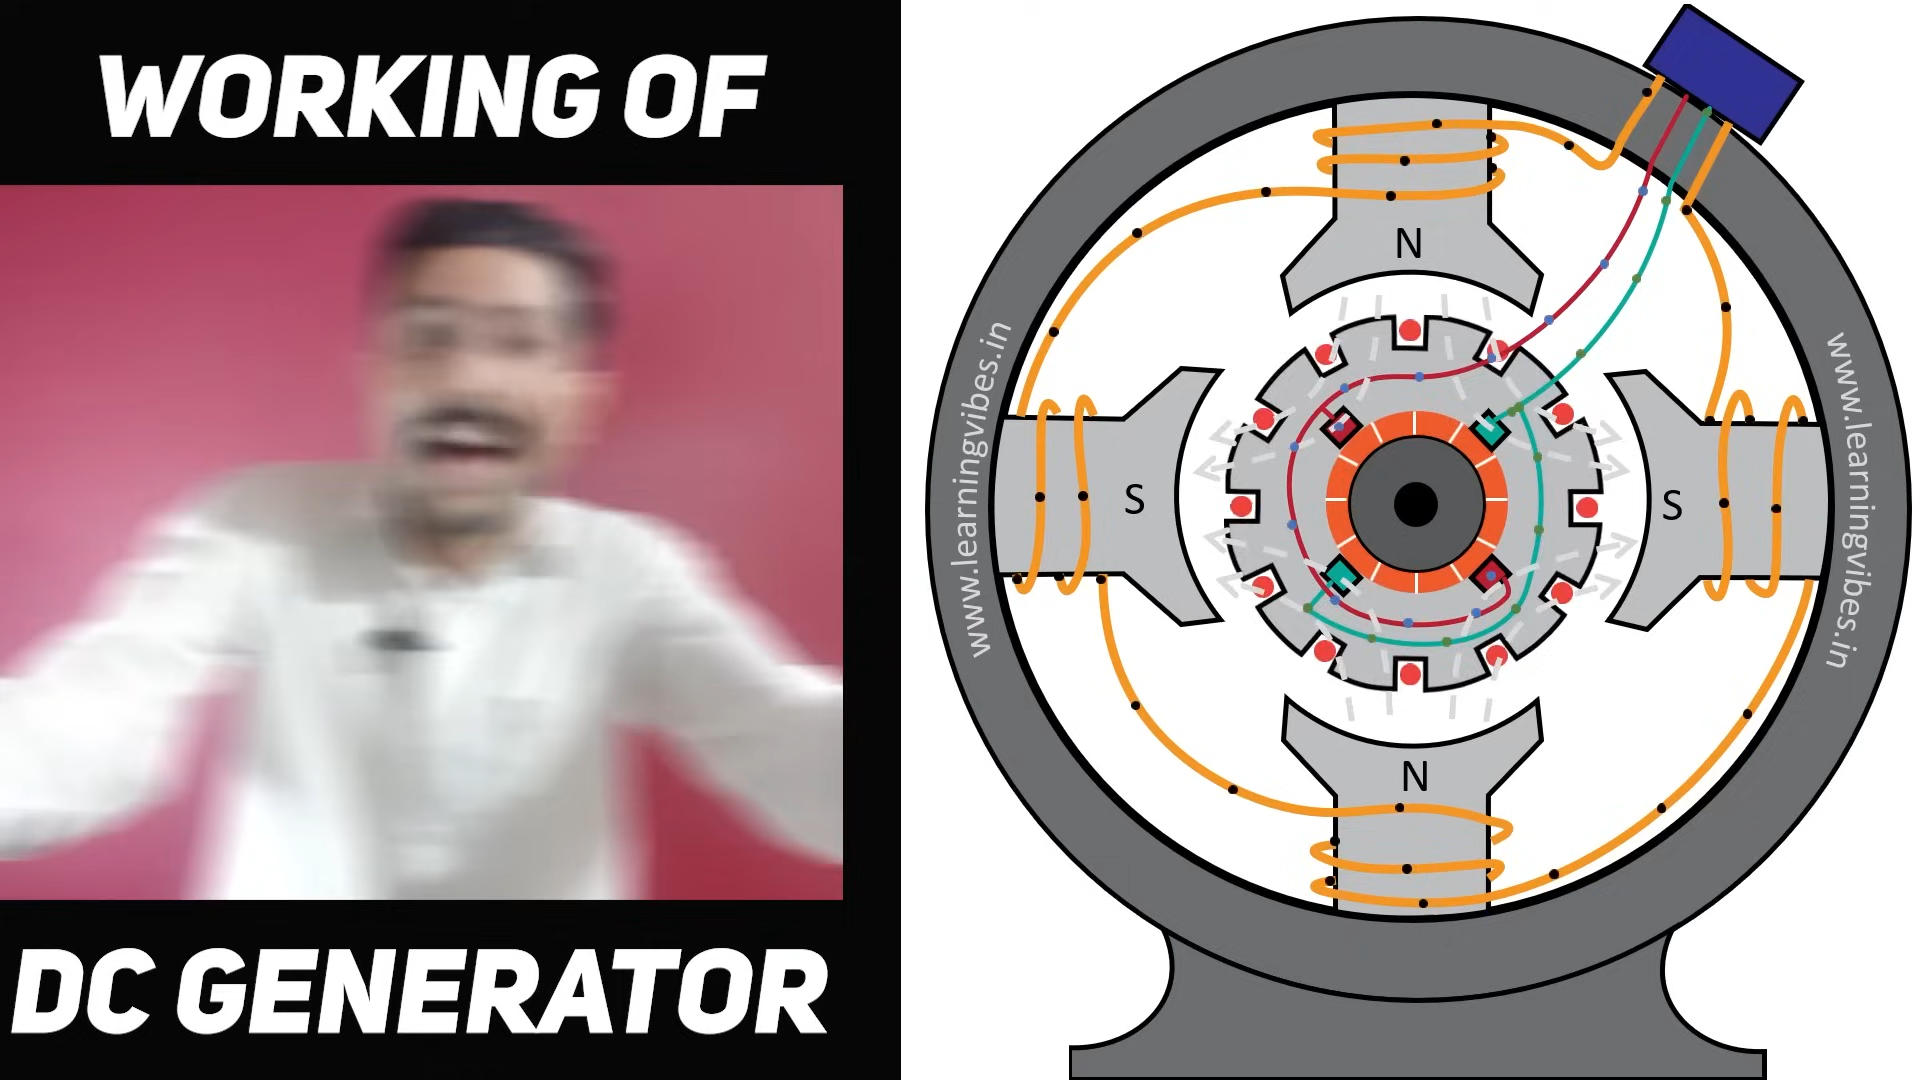 WORKING OF
DC GENERATOR
N
S
S
N
www.learningvibes.in
www.learningvibes.in